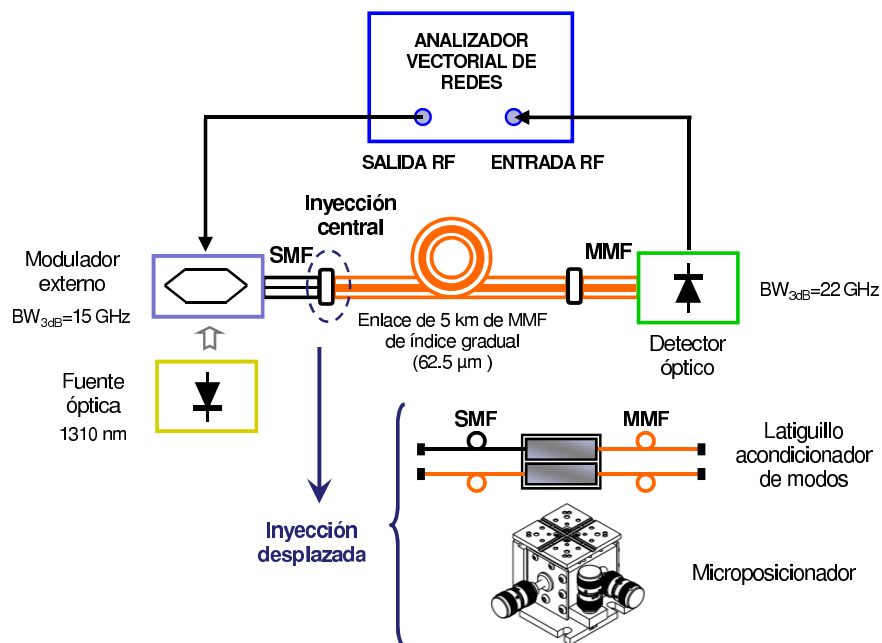 ANALIZADOR
VECTORIAL DE
REDES
SALIDA RF
ENTRADA RF
Inyección
central
SMF
MMF
Modulador
externo
BW3dB=15 GHz
BW3dB=22 GHz
Enlace de 5 km de MMF
de índice gradual
(62.5 µm )
Detector
óptico
Fuente
óptica
1310 nm
SMF
MMF
Latiguillo
acondicionador
de modos
Inyección
desplazada
Microposicionador